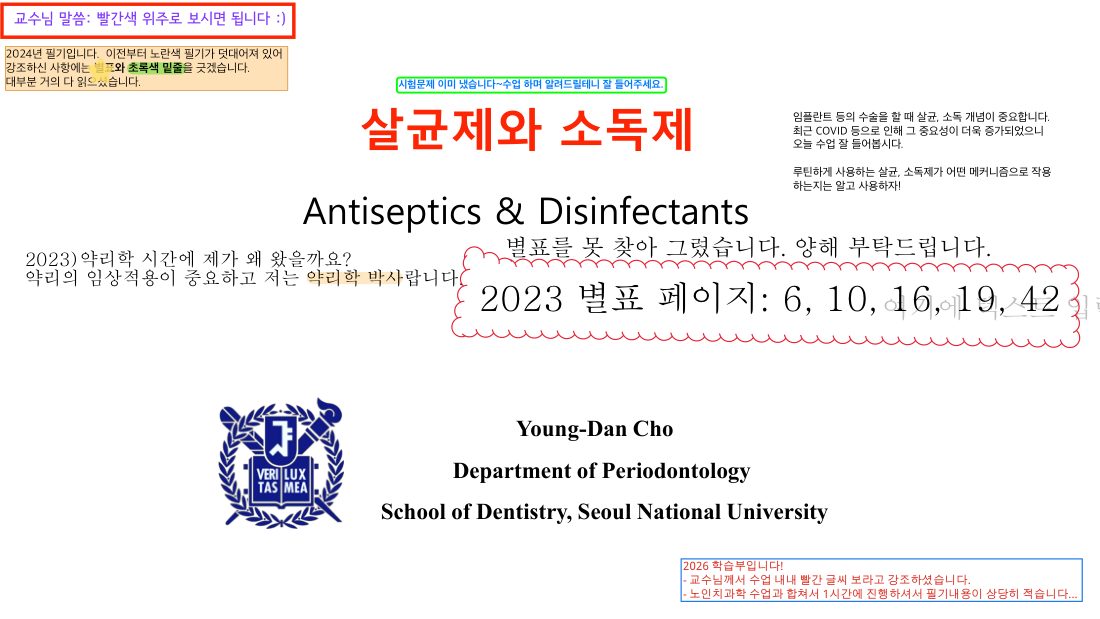 교수님 말씀: 빨간색 위주로 보시면 됩니다 :)
2024년 필기입니다. 이전부터 노란색 필기가 덧대어져 있어
강조하신 사항에는 별표와 초록색 밑줄을 긋겠습니다.
대부분 거의 다 읽으셨습니다.
시험문제 이미 냈습니다~수업 하며 알려드릴테니 잘 들어주세요.
살균제와 소독제
임플란트 등의 수술을 할 때 살균, 소독 개념이 중요합니다.
최근 COVID 등으로 인해 그 중요성이 더욱 증가되었으니
오늘 수업 잘 들어봅시다.
루틴하게 사용하는 살균, 소독제가 어떤 메커니즘으로 작용
하는지는 알고 사용하자!
Antiseptics & Disinfectants
별표를 못 찾아 그렸습니다. 양해 부탁드립니다.
2023)약리학 시간에 제가 왜 왔을까요?
약리의 임상적용이 중요하고 저는 약리학 박사랍니다
2023 별표 페이지: 6, 10, 16, 19, 42
여기에 텍스트 입력
VERI LUX
TAS MEA
Young-Dan Cho
Department of Periodontology
School of Dentistry, Seoul National University
2026 학습부입니다!
- 교수님께서 수업 내내 빨간 글씨 보라고 강조하셨습니다.
- 노인치과학 수업과 합쳐서 1시간에 진행하셔서 필기내용이 상당히 적습니다...